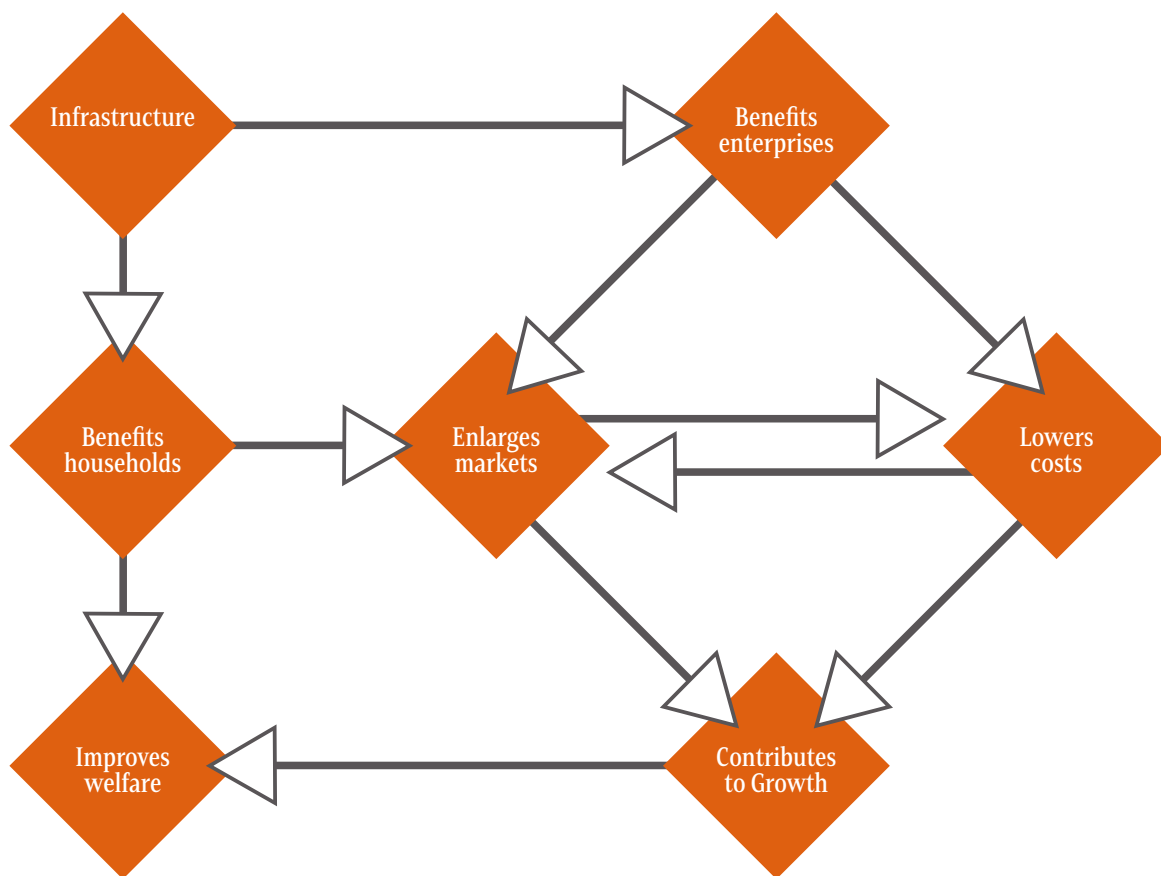 Infrastructure
Benefits
enterprises
Benefits
households
Enlarges
markets
Lowers
costs
Improves
welfare
Contributes
to Growth